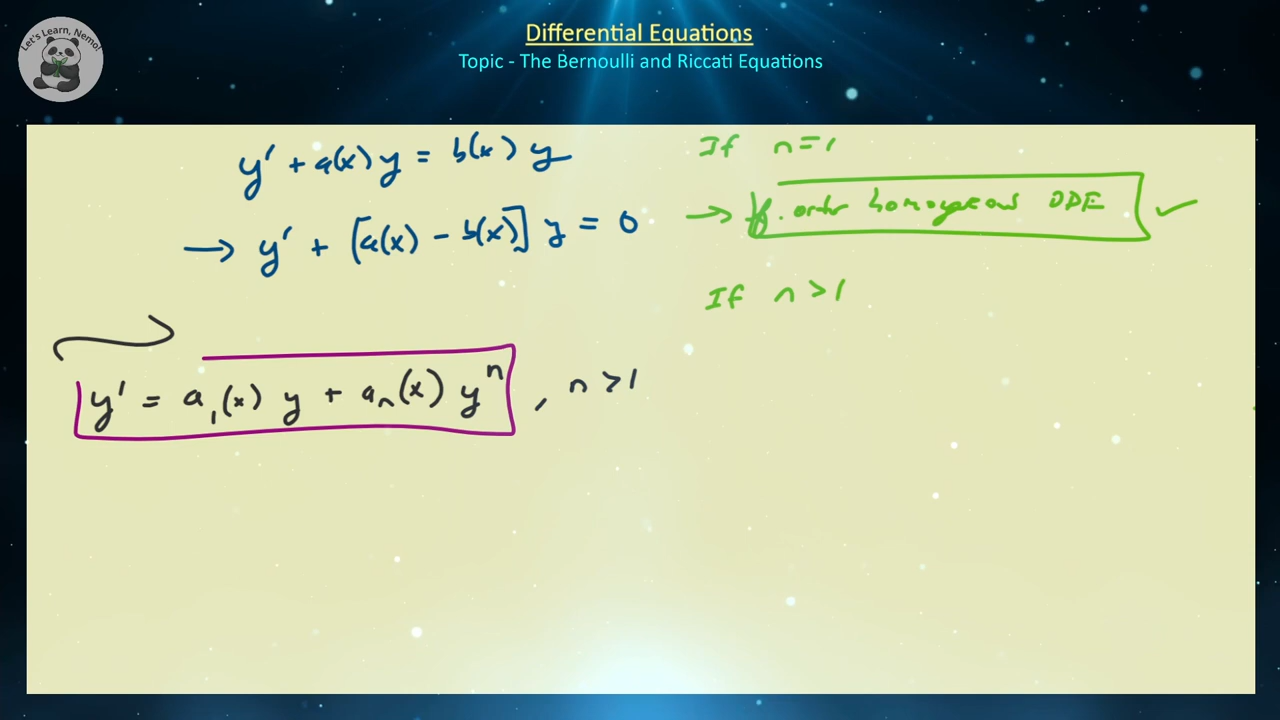 Let's Learn, Nemo!
Differential Equations
Topic - The Bernoulli and Riccati Equations
y' + a(x) y = b(x) y
→ y' + [a(x) - b(x)] y = 0
If n=1
→ f. order homogeneous ODE ✓
If n>1
y' = a₁(x) y + aₙ(x) yⁿ , n>1